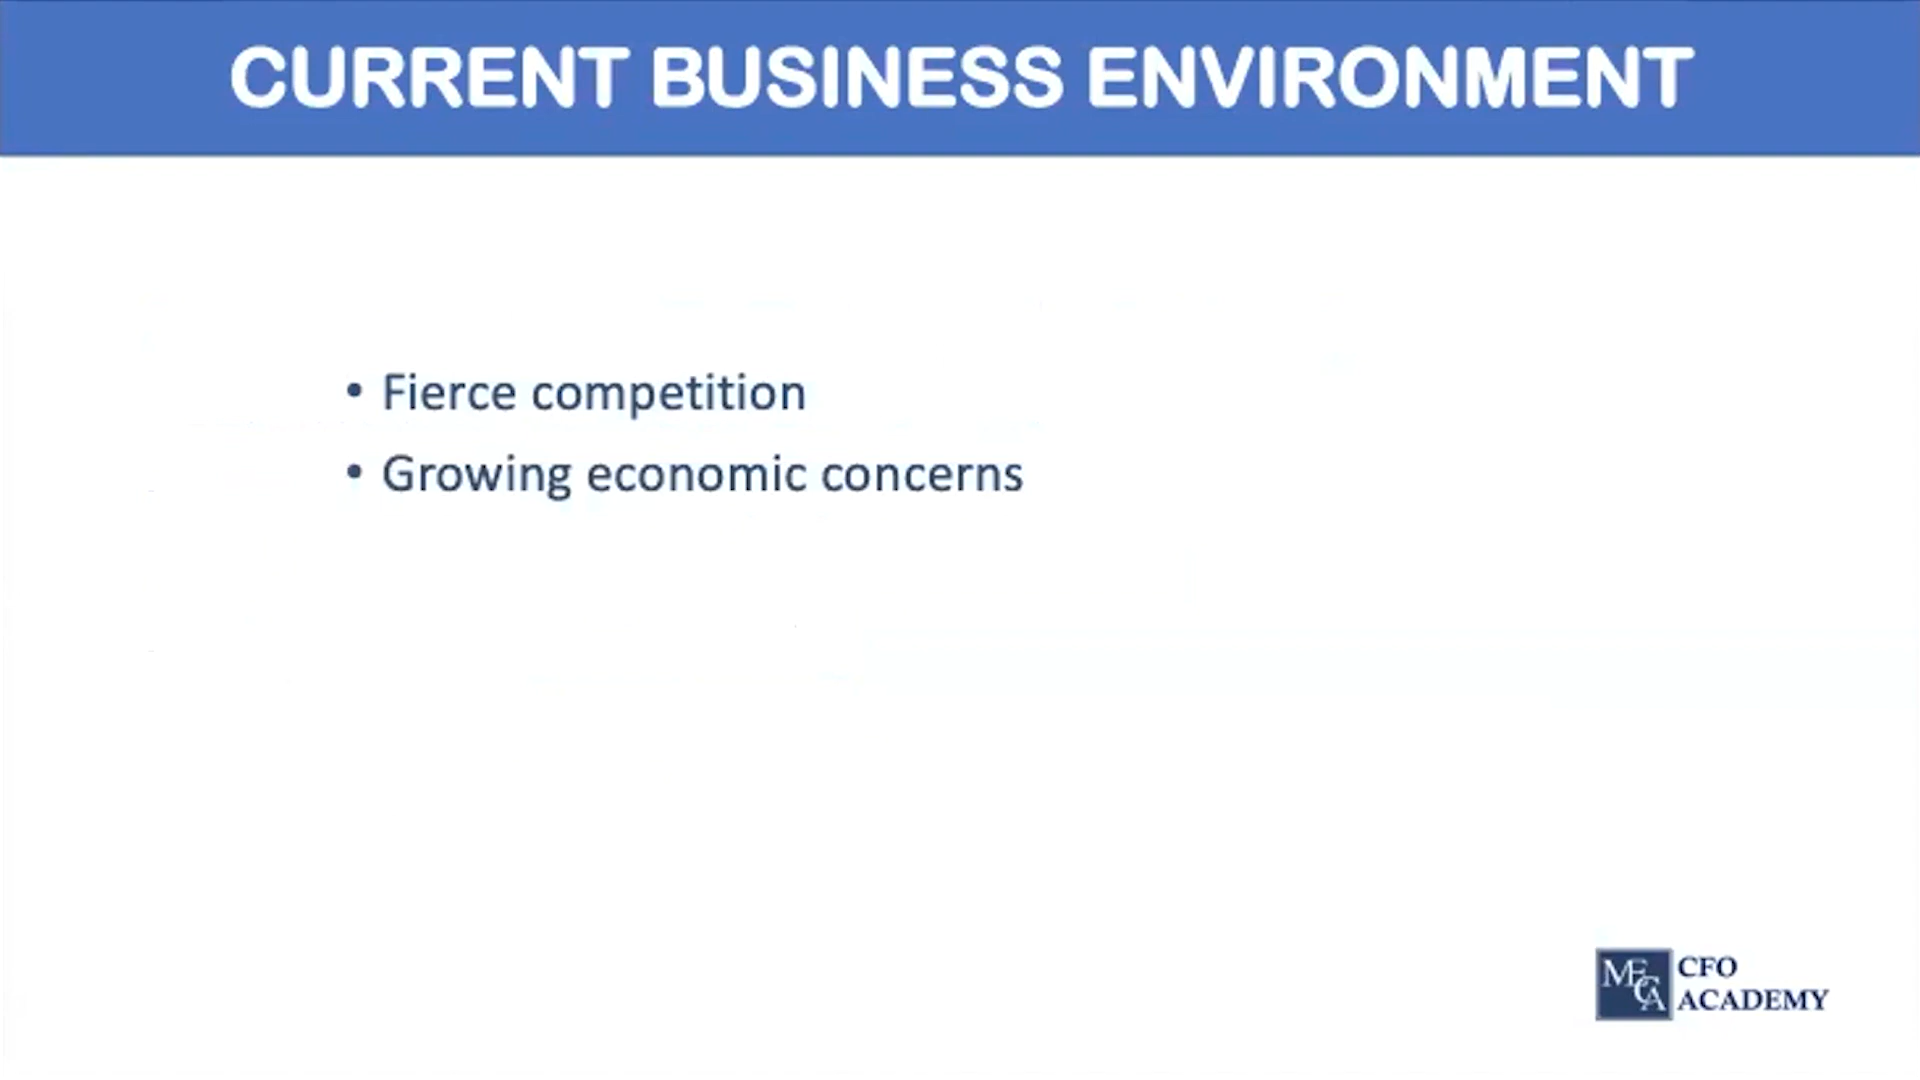 CURRENT BUSINESS ENVIRONMENT
• Fierce competition
• Growing economic concerns
MECA CFO
ACADEMY